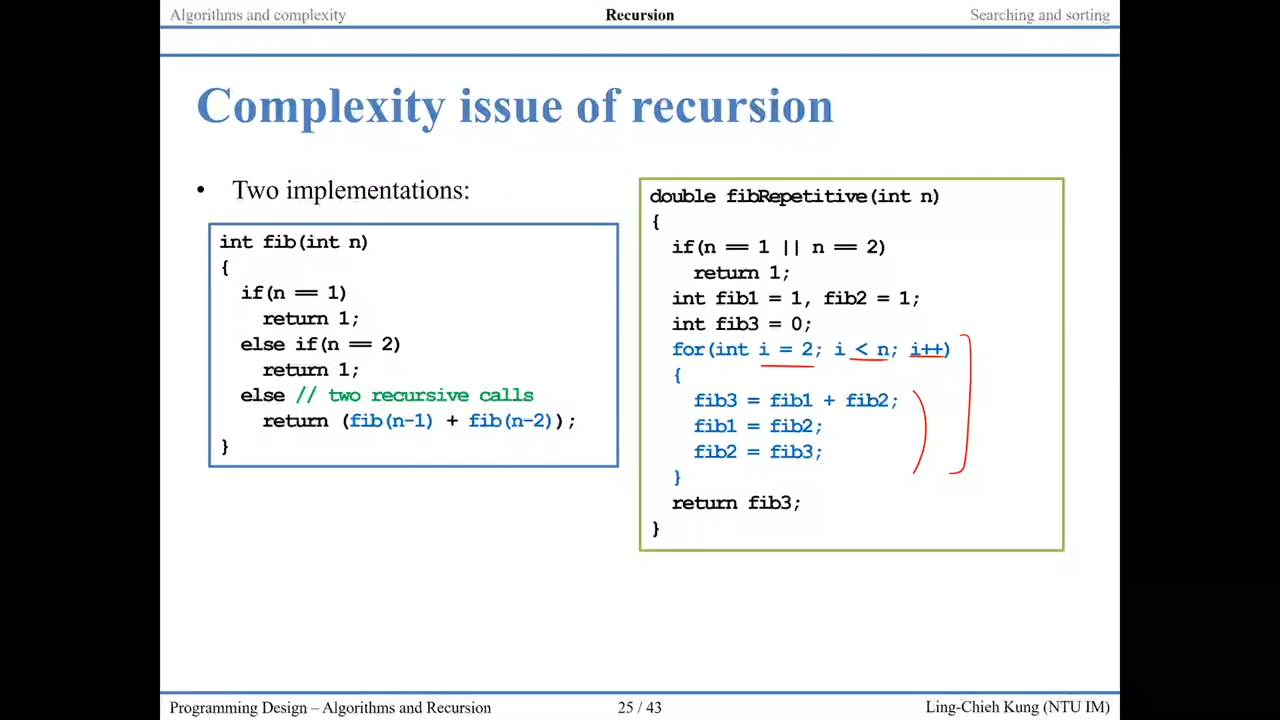 Algorithms and complexity
Recursion
Searching and sorting
Complexity issue of recursion
• Two implementations:
int fib(int n)
{
if(n == 1)
return 1;
else if(n == 2)
return 1;
else // two recursive calls
return (fib(n-1) + fib(n-2));
}
double fibRepetitive(int n)
{
if(n == 1 || n == 2)
return 1;
int fib1 = 1, fib2 = 1;
int fib3 = 0;
for(int i = 2; i < n; i++)
{
fib3 = fib1 + fib2;
fib1 = fib2;
fib2 = fib3;
}
return fib3;
}
Programming Design – Algorithms and Recursion
25 / 43
Ling-Chieh Kung (NTU IM)